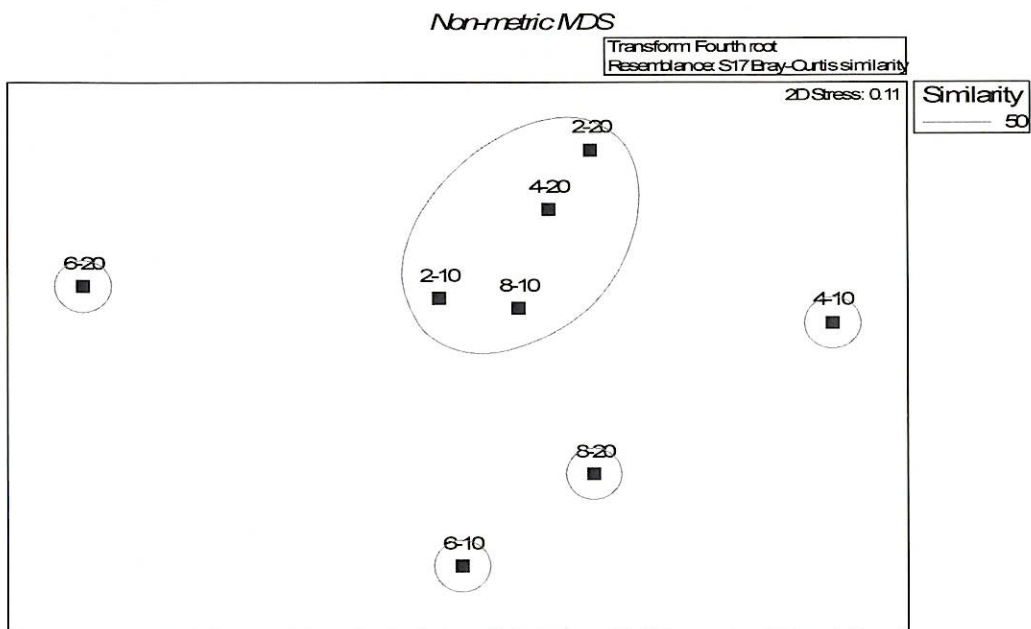 Non-metric MDS
Transform: Fourth root
Resemblance: S17 Bray-Curtis similarity
2D Stress: 0.11
Similarity
50
2-20
4-20
6-20
2-10
8-10
4-10
8-20
6-10